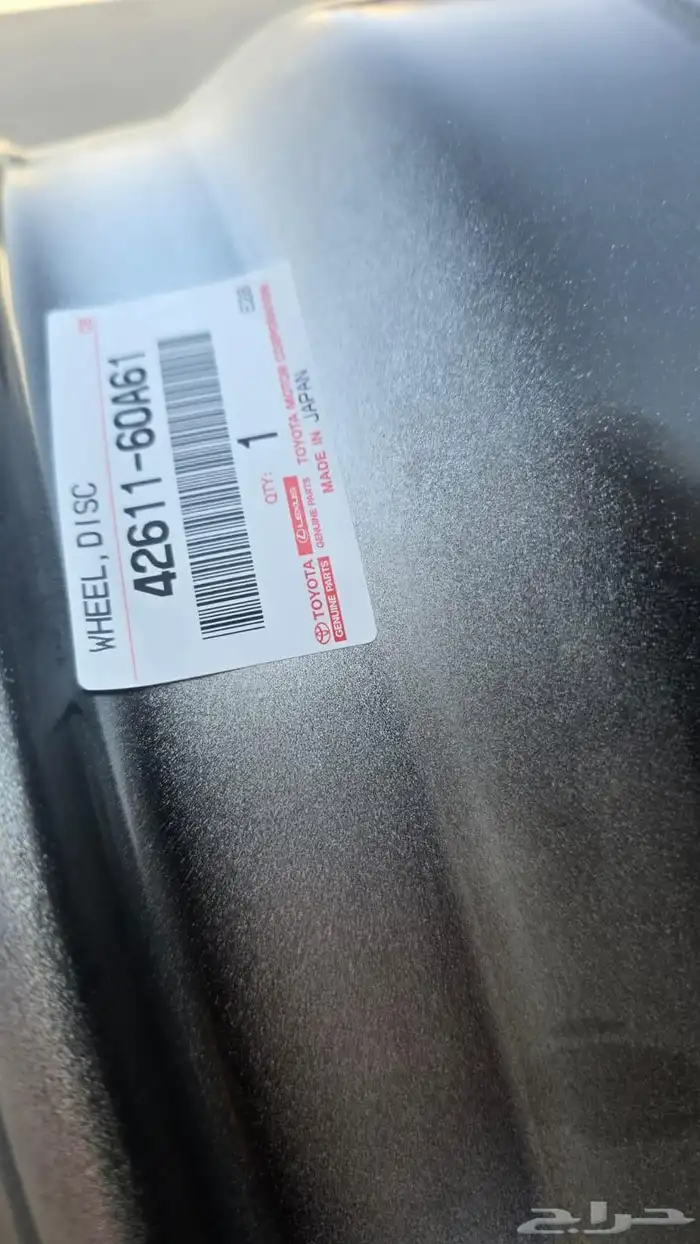 WHEEL,DISC
42611-60A61
QTY: 1
TOYOTA LEXUS TOYOTA MOTOR CORPORATION
GENUINE PARTS GENUINE PARTS MADE IN JAPAN
حراج